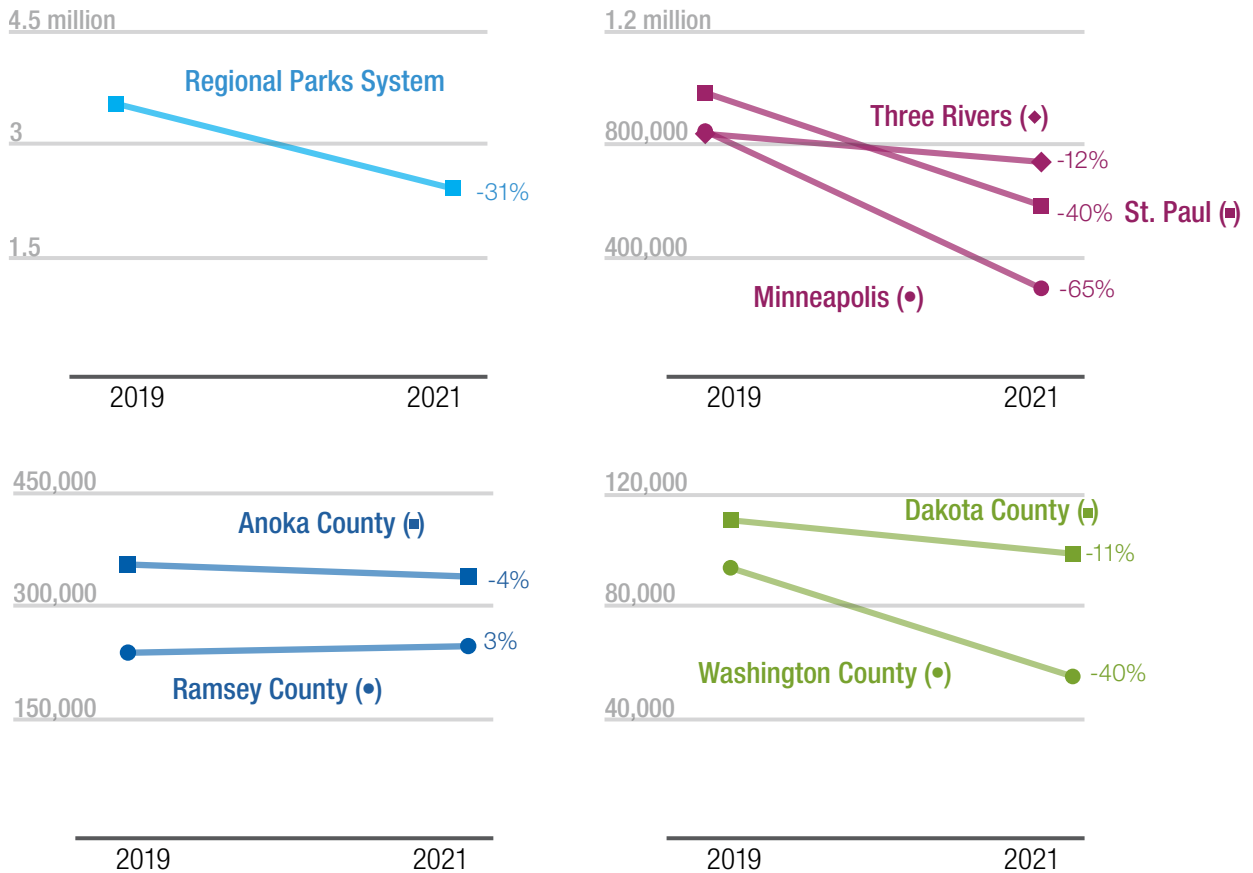 4.5 million
Regional Parks System
3
-31%
1.5
2019 2021
1.2 million
Three Rivers (◆)
800,000
-12%
-40% St. Paul (■)
400,000
Minneapolis (●)
-65%
2019 2021
450,000
Anoka County (■)
-4%
300,000
3%
Ramsey County (●)
150,000
2019 2021
120,000
Dakota County (■)
-11%
80,000
Washington County (●)
-40%
40,000
2019 2021